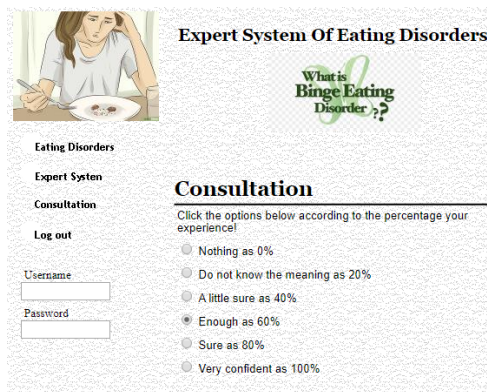 Expert System Of Eating Disorders
What is
Binge Eating
Disorder ??
Eating Disorders
Expert Systen
Consultation
Log out
Username
Password
Consultation
Click the options below according to the percentage your
experience!
Nothing as 0%
Do not know the meaning as 20%
A little sure as 40%
Enough as 60%
Sure as 80%
Very confident as 100%